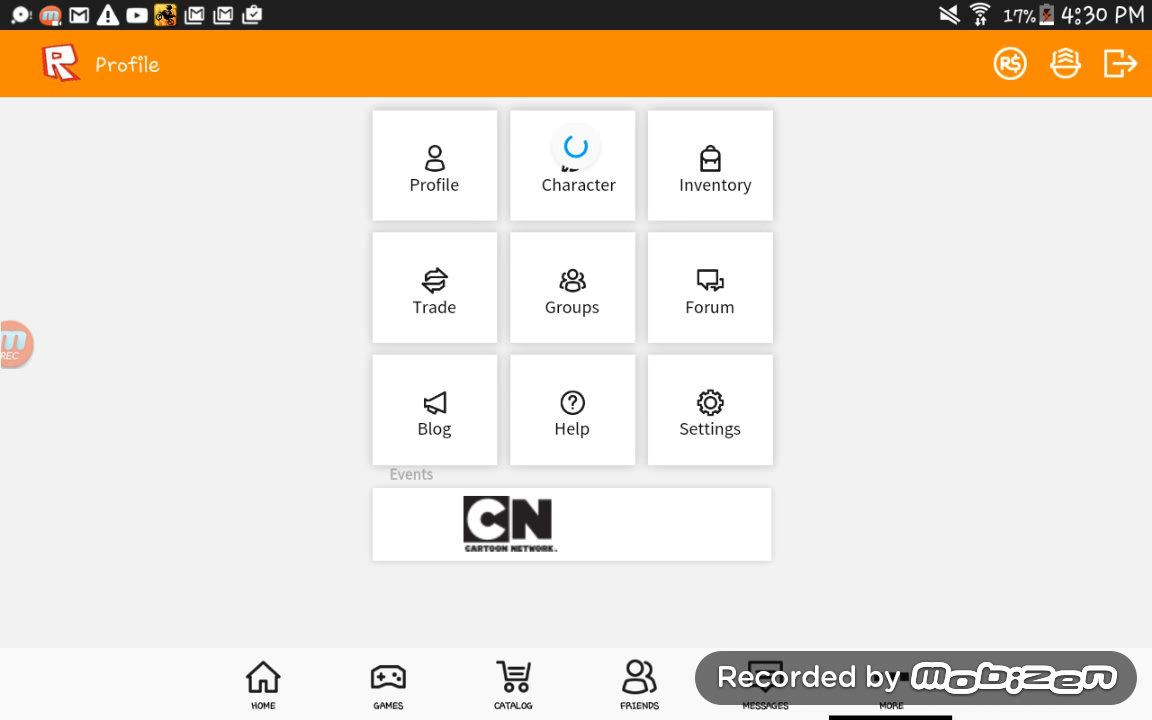 17% 4:30 PM
R Profile R$
Profile Character Inventory
Trade Groups Forum
M
REC
Blog Help Settings
Events
CN
CARTOON NETWORK.
Recorded by mobizen
HOME GAMES CATALOG FRIENDS MESSAGES MORE